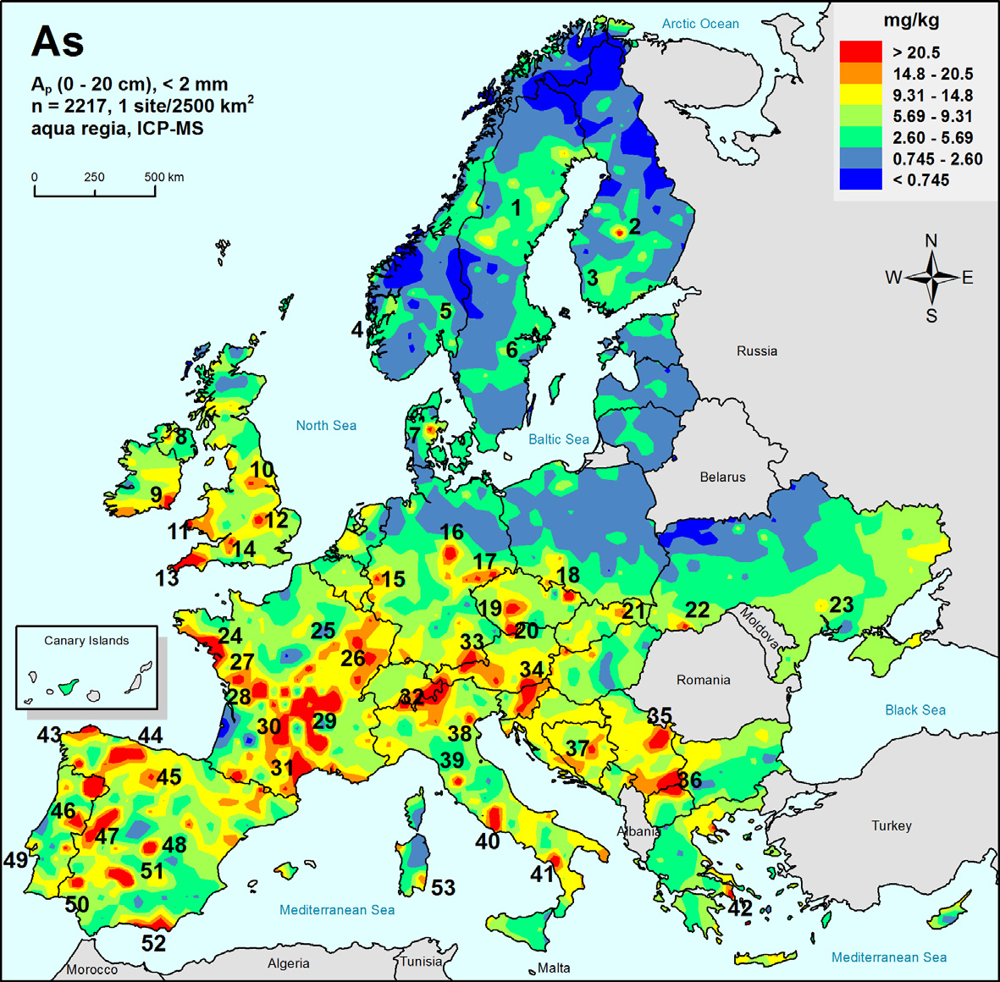 As
Ap (0 - 20 cm), < 2 mm
n = 2217, 1 site/2500 km2
aqua regia, ICP-MS
0 250 500 km
Arctic Ocean
mg/kg
> 20.5
14.8 - 20.5
9.31 - 14.8
5.69 - 9.31
2.60 - 5.69
0.745 - 2.60
< 0.745
N
W E
S
1
2
3
4
5
6
Russia
North Sea
7
8
Baltic Sea
Belarus
9
10
11
12
13
14
15
16
17
18
19
20
21
22
23
Moldova
24
25
26
27
28
Canary Islands
29
30
31
32
33
34
Romania
Black Sea
35
36
37
38
39
40
41
42
43
44
45
46
47
48
49
50
51
52
53
Albania
Turkey
Mediterranean Sea
Morocco
Algeria
Tunisia
Malta
Mediterranean Sea